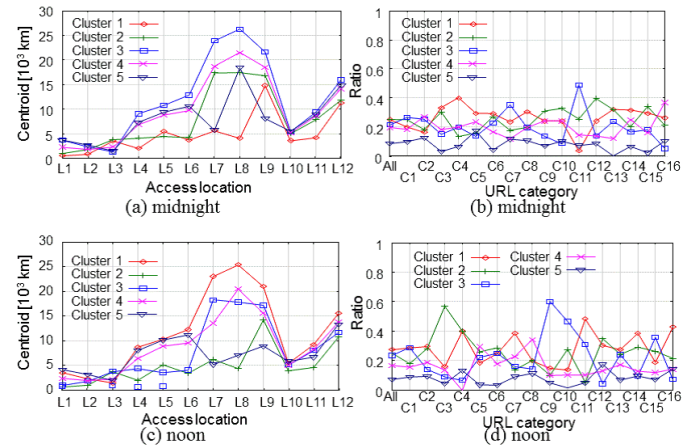 Centroid [10³ km]
30
25
20
15
10
5
0
Cluster 1
Cluster 2
Cluster 3
Cluster 4
Cluster 5
L1 L2 L3 L4 L5 L6 L7 L8 L9 L10 L11 L12
Access location
(a) midnight
Ratio
1
0.8
0.6
0.4
0.2
0
Cluster 1
Cluster 2
Cluster 3
Cluster 4
Cluster 5
All C2 C4 C6 C8 C10 C12 C14 C16
C1 C3 C5 C7 C9 C11 C13 C15
URL category
(b) midnight
Centroid [10³ km]
30
25
20
15
10
5
0
Cluster 1
Cluster 2
Cluster 3
Cluster 4
Cluster 5
L1 L2 L3 L4 L5 L6 L7 L8 L9 L10 L11 L12
Access location
(c) noon
Ratio
1
0.8
0.6
0.4
0.2
0
Cluster 1 Cluster 4
Cluster 2 Cluster 5
Cluster 3
All C2 C4 C6 C8 C10 C12 C14 C16
C1 C3 C5 C7 C9 C11 C13 C15
URL category
(d) noon